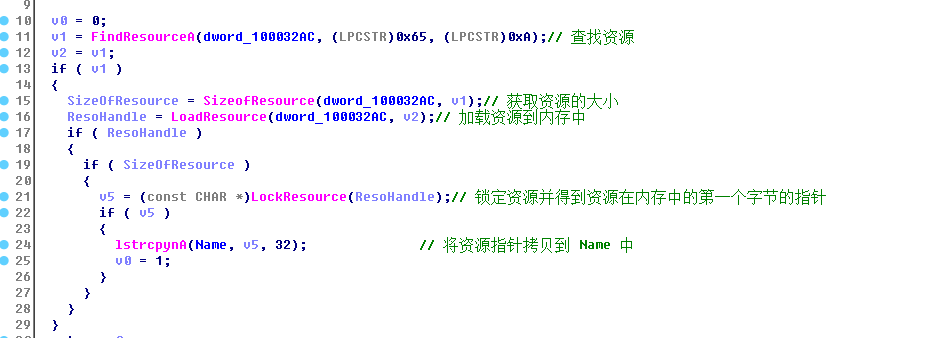 9
10 v0 = 0;
11 v1 = FindResourceA(dword_100032AC, (LPCSTR)0x65, (LPCSTR)0xA);// 查找资源
12 v2 = v1;
13 if ( v1 )
14 {
15 SizeOfResource = SizeofResource(dword_100032AC, v1);// 获取资源的大小
16 ResoHandle = LoadResource(dword_100032AC, v2);// 加载资源到内存中
17 if ( ResoHandle )
18 {
19 if ( SizeOfResource )
20 {
21 v5 = (const CHAR *)LockResource(ResoHandle);// 锁定资源并得到资源在内存中的第一个字节的指针
22 if ( v5 )
23 {
24 lstrcpynA(Name, v5, 32); // 将资源指针拷贝到 Name 中
25 v0 = 1;
26 }
27 }
28 }
29 }